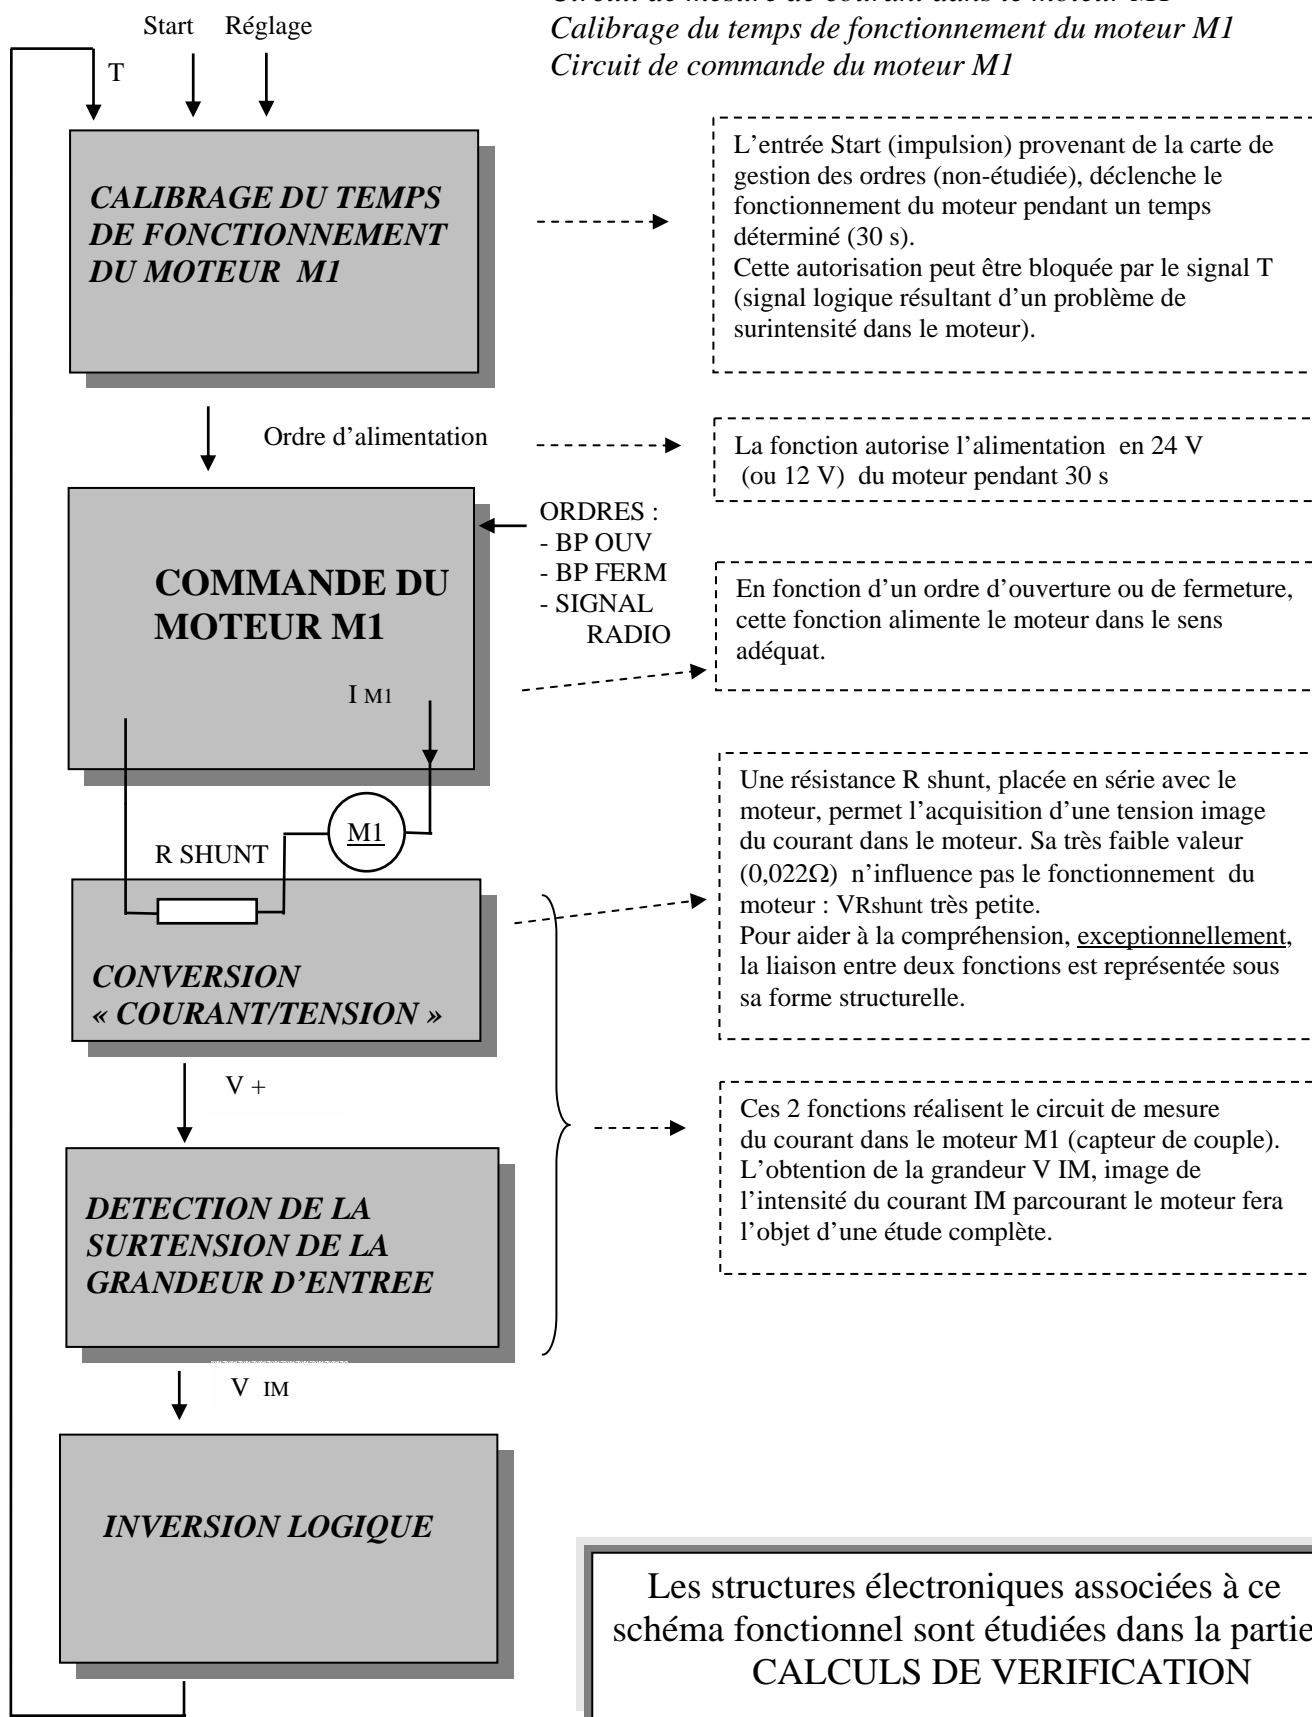 Circuit de mesure de courant dans le moteur M1
Calibrage du temps de fonctionnement du moteur M1
Circuit de commande du moteur M1
Start Réglage
T
CALIBRAGE DU TEMPS
DE FONCTIONNEMENT
DU MOTEUR M1
L’entrée Start (impulsion) provenant de la carte de
gestion des ordres (non-étudiée), déclenche le
fonctionnement du moteur pendant un temps
déterminé (30 s).
Cette autorisation peut être bloquée par le signal T
(signal logique résultant d’un problème de
surintensité dans le moteur).
Ordre d’alimentation
La fonction autorise l’alimentation en 24 V
(ou 12 V) du moteur pendant 30 s
COMMANDE DU
MOTEUR M1
I M1
ORDRES :
- BP OUV
- BP FERM
- SIGNAL
RADIO
En fonction d’un ordre d’ouverture ou de fermeture,
cette fonction alimente le moteur dans le sens
adéquat.
M1
R SHUNT
CONVERSION
« COURANT/TENSION »
Une résistance R shunt, placée en série avec le
moteur, permet l’acquisition d’une tension image
du courant dans le moteur. Sa très faible valeur
(0,022Ω) n’influence pas le fonctionnement du
moteur : VRshunt très petite.
Pour aider à la compréhension, exceptionnellement,
la liaison entre deux fonctions est représentée sous
sa forme structurelle.
V +
DETECTION DE LA
SURTENSION DE LA
GRANDEUR D’ENTREE
Ces 2 fonctions réalisent le circuit de mesure
du courant dans le moteur M1 (capteur de couple).
L’obtention de la grandeur V IM, image de
l’intensité du courant IM parcourant le moteur fera
l’objet d’une étude complète.
V IM
INVERSION LOGIQUE
Les structures électroniques associées à ce
schéma fonctionnel sont étudiées dans la partie
CALCULS DE VERIFICATION